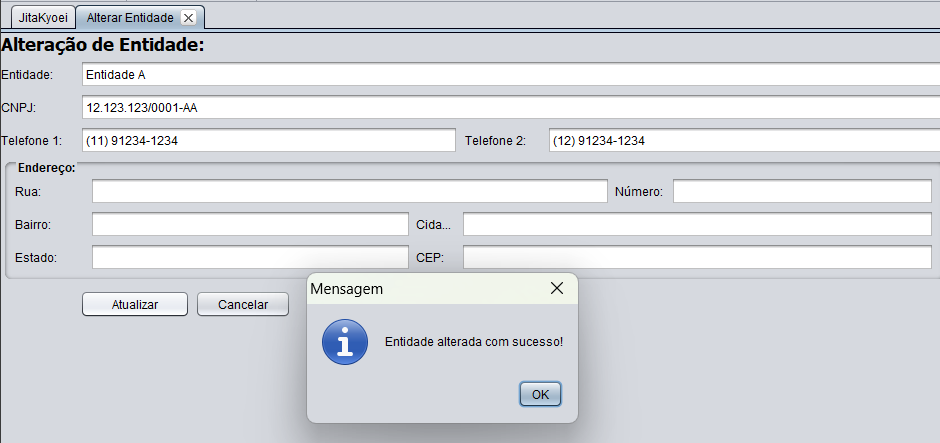 JitaKyoei Alterar Entidade
Alteração de Entidade:
Entidade: Entidade A
CNPJ: 12.123.123/0001-AA
Telefone 1: (11) 91234-1234 Telefone 2: (12) 91234-1234
Endereço:
Rua: Número:
Bairro: Cida...
Estado: CEP:
Atualizar Cancelar
Mensagem
Entidade alterada com sucesso!
OK